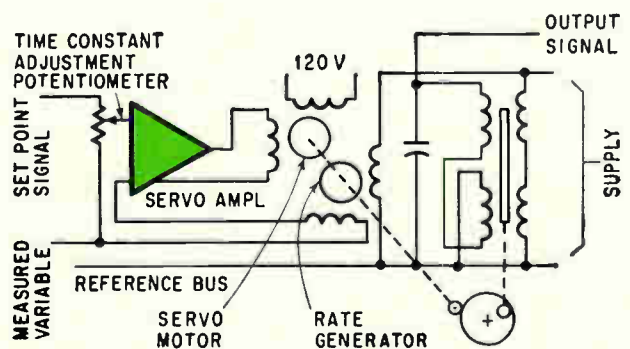 OUTPUT
SIGNAL
TIME CONSTANT
ADJUSTMENT
POTENTIOMETER
120 V
SET POINT
SIGNAL
SERVO AMPL
SUPPLY
MEASURED
VARIABLE
REFERENCE BUS
SERVO
MOTOR
RATE
GENERATOR
+